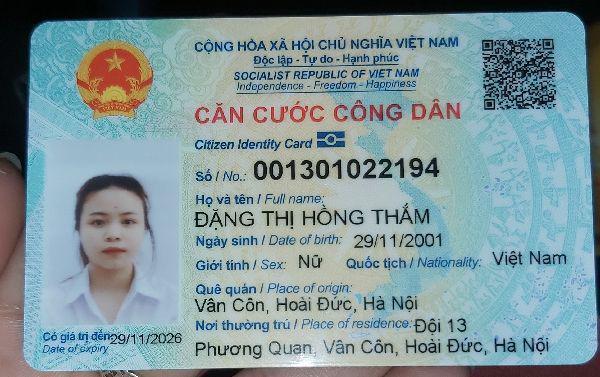 CỘNG HÒA XÃ HỘI CHỦ NGHĨA VIỆT NAM
Độc lập - Tự do - Hạnh phúc
SOCIALIST REPUBLIC OF VIET NAM
Independence - Freedom - Happiness
CĂN CƯỚC CÔNG DÂN
Citizen Identity Card
Số / No.: 001301022194
Họ và tên / Full name:
ĐẶNG THỊ HỒNG THẮM
Ngày sinh / Date of birth: 29/11/2001
Giới tính / Sex: Nữ Quốc tịch / Nationality: Việt Nam
Quê quán / Place of origin:
Vân Côn, Hoài Đức, Hà Nội
Nơi thường trú / Place of residence: Đội 13
Phương Quan, Vân Côn, Hoài Đức, Hà Nội
Có giá trị đến: 29/11/2026
Date of expiry